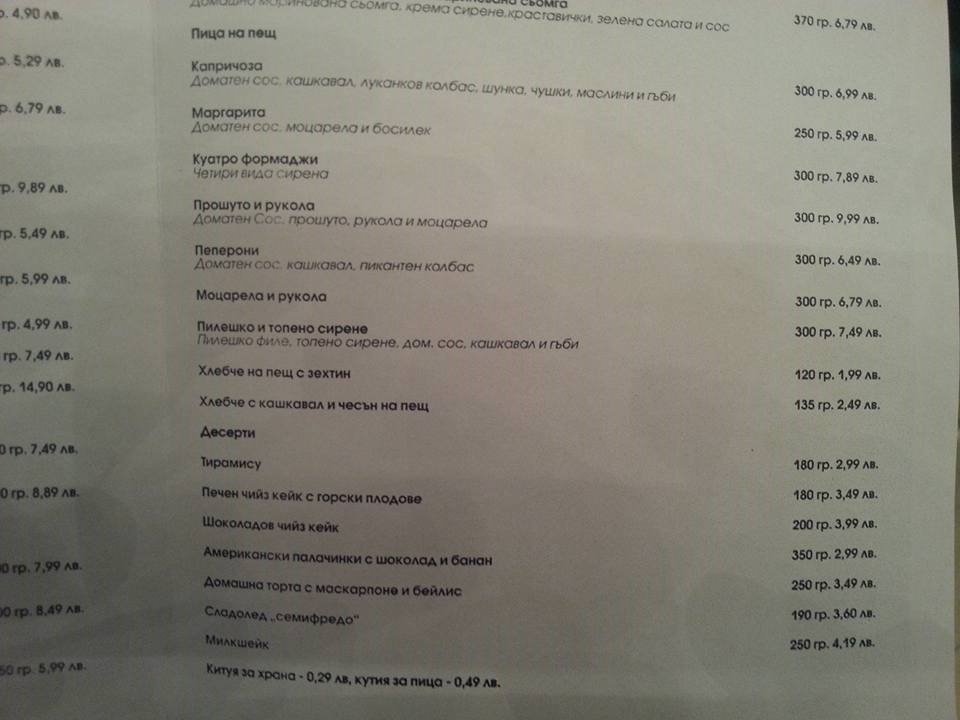 . 4,90 лв.
о. 5,29 лв.
р. 6,79 лв.
гр. 9,89 лв.
гр. 5,49 лв.
гр. 5,99 лв.
гр. 4,99 лв.
гр. 7,49 лв.
гр. 14,90 лв.
0 гр. 7,49 лв.
0 гр. 8,89 лв.
00 гр. 7,99 лв.
00 гр. 8,49 лв.
50 гр. 5,99 лв.
Домашно маринована сьомга, крема сирене,краставички, зелена салата и сос 370 гр. 6,79 лв.
Пица на пещ
Капричоза
Доматен сос, кашкавал, луканков колбас, шунка, чушки, маслини и гъби 300 гр. 6,99 лв.
Маргарита
Доматен сос, моцарела и босилек 250 гр. 5,99 лв.
Куатро формаджи
Четири вида сирена 300 гр. 7,89 лв.
Прошуто и рукола
Доматен Сос, прошуто, рукола и моцарела 300 гр. 9,99 лв.
Пеперони
Доматен сос, кашкавал, пикантен колбас 300 гр. 6,49 лв.
Моцарела и рукола 300 гр. 6,79 лв.
Пилешко и топено сирене 300 гр. 7,49 лв.
Пилешко филе, топено сирене, дом. сос, кашкавал и гъби
Хлебче на пещ с зехтин 120 гр. 1,99 лв.
Хлебче с кашкавал и чесън на пещ 135 гр. 2,49 лв.
Десерти
Тирамису 180 гр. 2,99 лв.
Печен чийз кейк с горски плодове 180 гр. 3,49 лв.
Шоколадов чийз кейк 200 гр. 3,99 лв.
Американски палачинки с шоколад и банан 350 гр. 2,99 лв.
Домашна торта с маскарпоне и бейлис 250 гр. 3,49 лв.
Сладолед „семифредо“ 190 гр. 3,60 лв.
Милкшейк 250 гр. 4,19 лв.
Китуя за храна - 0,29 лв, кутия за пица - 0,49 лв.